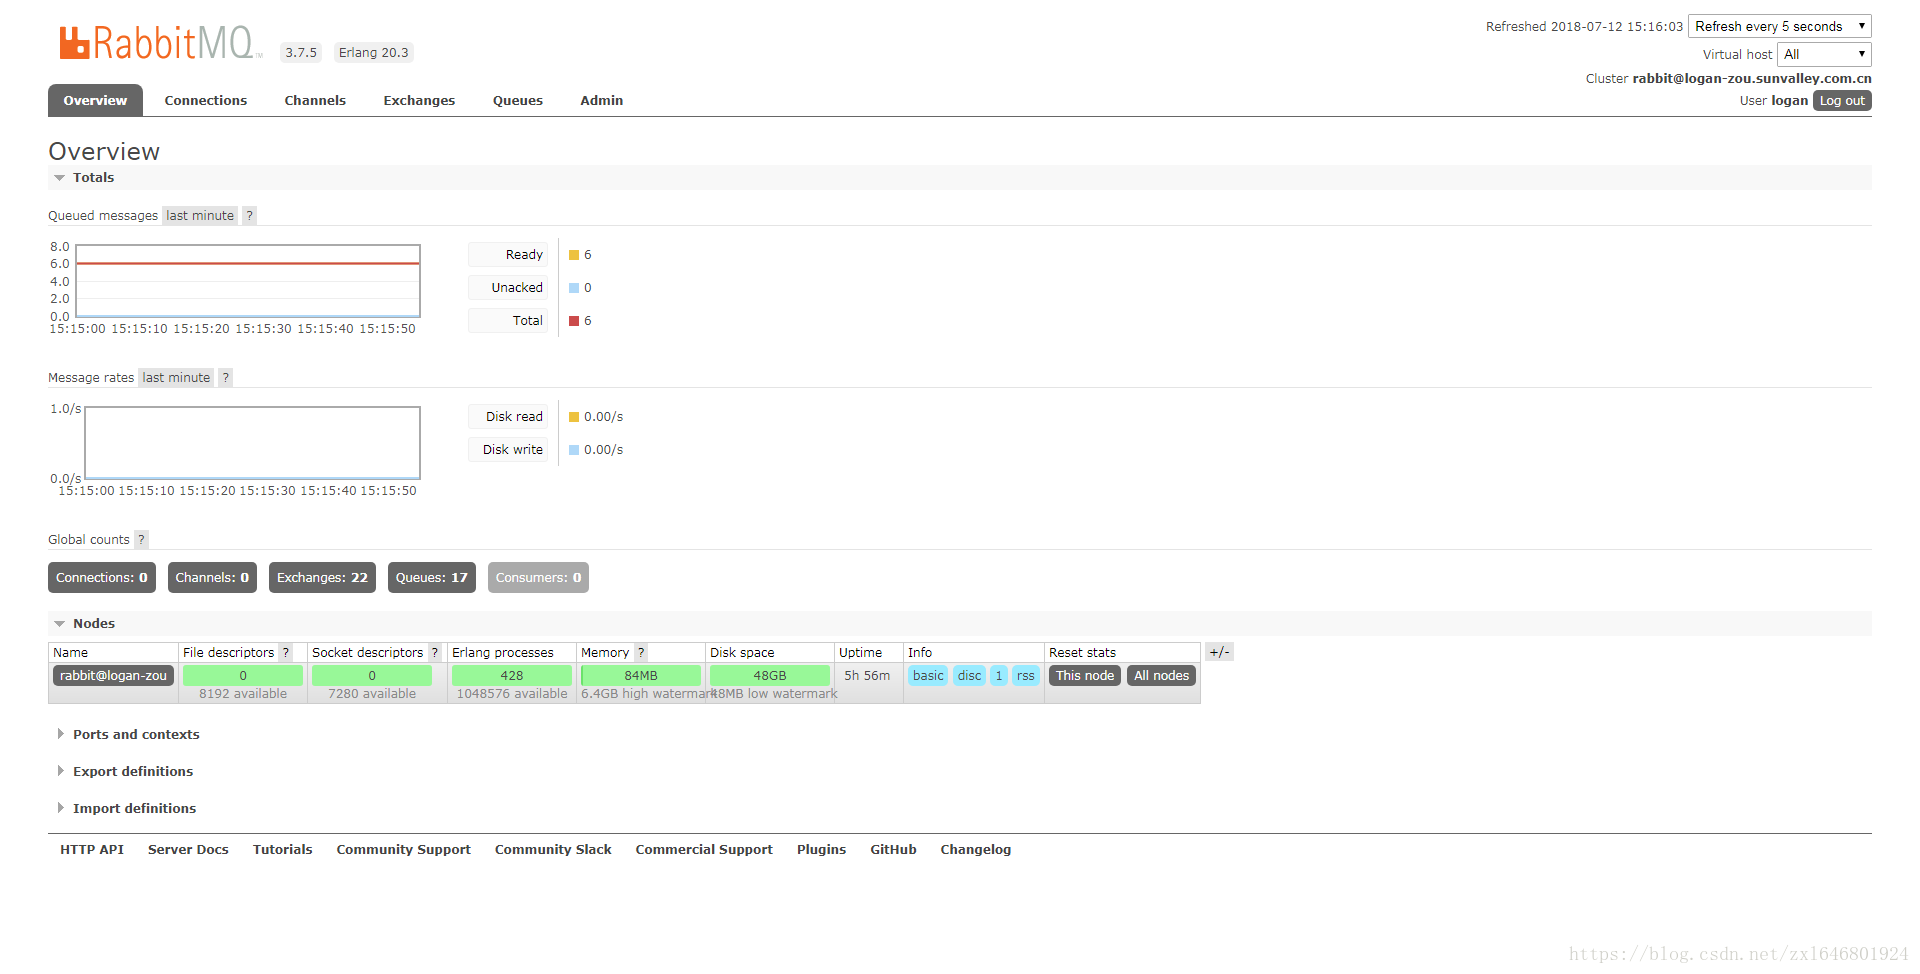 RabbitMQ™ 3.7.5 Erlang 20.3
Refreshed 2018-07-12 15:16:03 Refresh every 5 seconds
Virtual host All
Cluster rabbit@logan-zou.sunvalley.com.cn
User logan Log out
Overview Connections Channels Exchanges Queues Admin
Overview
Totals
Queued messages last minute ?
8.0
6.0
4.0
2.0
0.0
15:15:00 15:15:10 15:15:20 15:15:30 15:15:40 15:15:50
Ready 6
Unacked 0
Total 6
Message rates last minute ?
1.0/s
0.0/s
15:15:00 15:15:10 15:15:20 15:15:30 15:15:40 15:15:50
Disk read 0.00/s
Disk write 0.00/s
Global counts ?
Connections: 0 Channels: 0 Exchanges: 22 Queues: 17 Consumers: 0
Nodes
Name File descriptors ? Socket descriptors ? Erlang processes Memory ? Disk space Uptime Info Reset stats +/-
rabbit@logan-zou 0 0 428 84MB 48GB 5h 56m basic disc 1 rss This node All nodes
8192 available 7280 available 1048576 available 6.4GB high watermark 48MB low watermark
Ports and contexts
Export definitions
Import definitions
HTTP API Server Docs Tutorials Community Support Community Slack Commercial Support Plugins GitHub Changelog
https://blog.csdn.net/zxl646801924